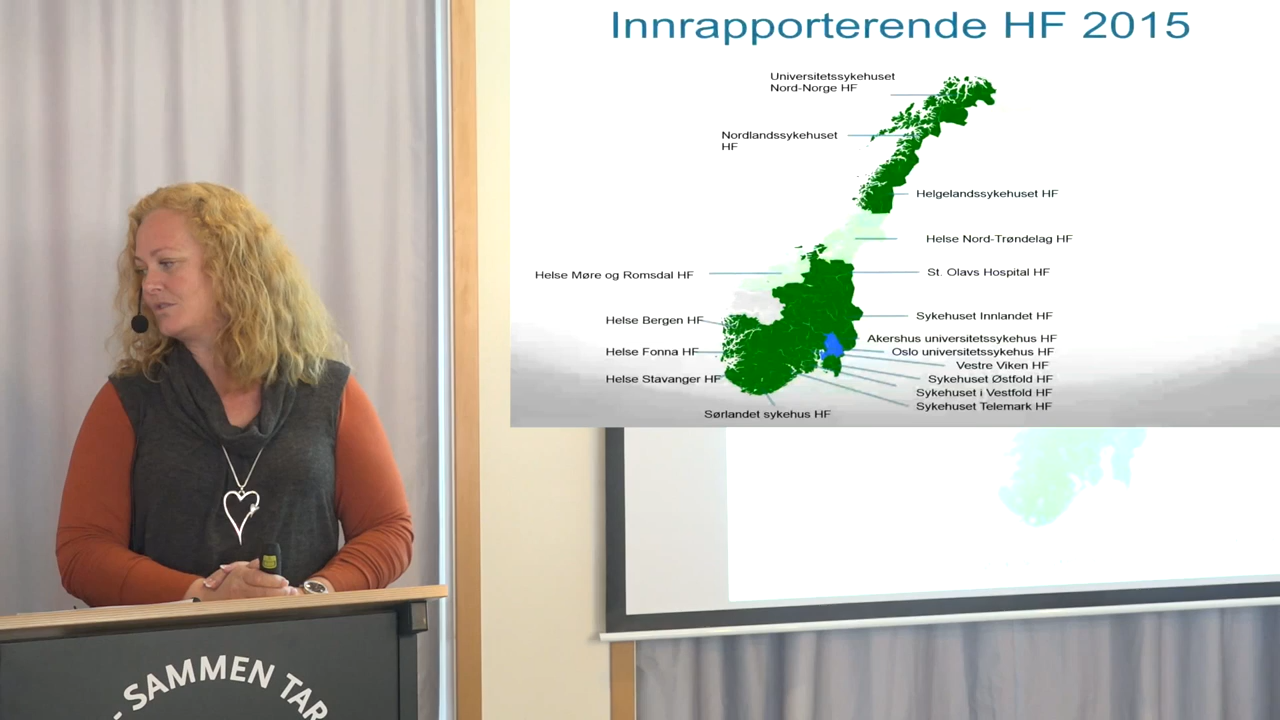 Innrapporterende HF 2015
Universitetssykehuset
Nord-Norge HF
Nordlandssykehuset
HF
Helgelandssykehuset HF
Helse Nord-Trøndelag HF
Helse Møre og Romsdal HF
St. Olavs Hospital HF
Sykehuset Innlandet HF
Helse Bergen HF
Akershus universitetssykehus HF
Oslo universitetssykehus HF
Helse Fonna HF
Vestre Viken HF
Helse Stavanger HF
Sykehuset Østfold HF
Sykehuset i Vestfold HF
Sykehuset Telemark HF
Sørlandet sykehus HF
- SAMMEN TAR